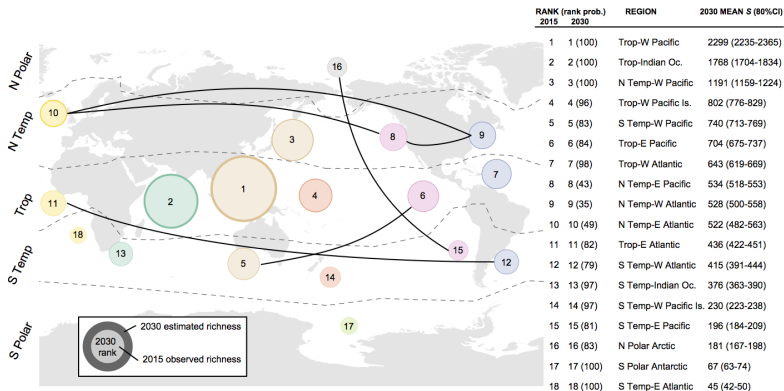 RANK (rank prob.) REGION 2030 MEAN S (80%CI)
2015 2030
1 1 (100) Trop-W Pacific 2299 (2235-2365)
2 2 (100) Trop-Indian Oc. 1768 (1704-1834)
3 3 (100) N Temp-W Pacific 1191 (1159-1224)
4 4 (96) Trop-W Pacific Is. 802 (776-829)
5 5 (83) S Temp-W Pacific 740 (713-769)
6 6 (84) Trop-E Pacific 704 (675-737)
7 7 (98) Trop-W Atlantic 643 (619-669)
8 8 (43) N Temp-E Pacific 534 (518-553)
9 9 (35) N Temp-W Atlantic 528 (500-558)
10 10 (49) N Temp-E Atlantic 522 (482-563)
11 11 (82) Trop-E Atlantic 436 (422-451)
12 12 (79) S Temp-W Atlantic 415 (391-444)
13 13 (97) S Temp-Indian Oc. 376 (363-390)
14 14 (97) S Temp-W Pacific Is. 230 (223-238)
15 15 (81) S Temp-E Pacific 196 (184-209)
16 16 (83) N Polar Arctic 181 (167-198)
17 17 (100) S Polar Antarctic 67 (63-74)
18 18 (100) S Temp-E Atlantic 45 (42-50)
N Polar
N Temp
Trop
S Temp
S Polar
16
10
3
8
9
7
11
2
1
4
6
18
13
5
14
15
12
17
2030 estimated richness
2030
rank
2015 observed richness